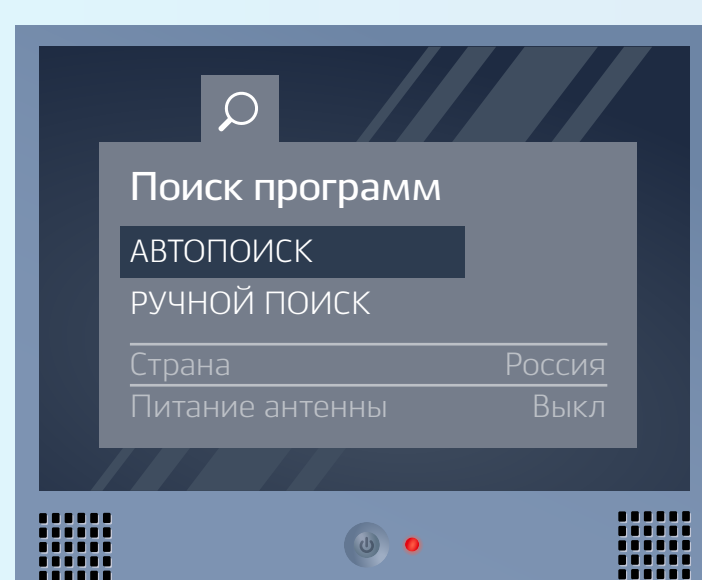 Поиск программ
АВТОПОИСК
РУЧНОЙ ПОИСК
Страна Россия
Питание антенны Выкл